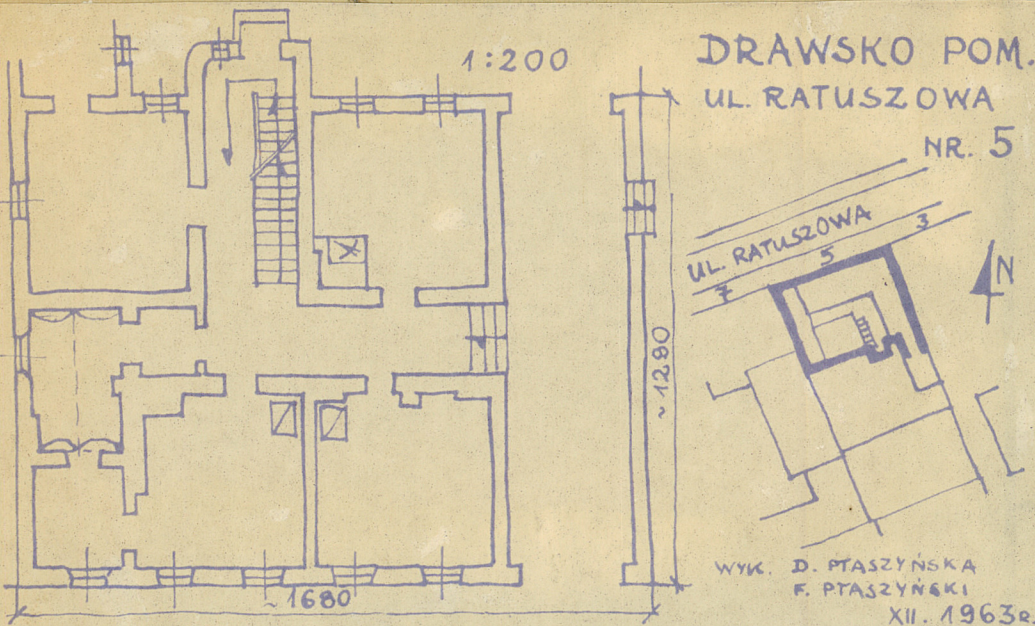 1:200
DRAWSKO POM.
UL. RATUSZOWA
NR. 5
UL. RATUSZOWA
3
5
7
N
~1280
~1680
WYK. D. PTASZYŃSKA
F. PTASZYŃSKI
XII. 1963 R.